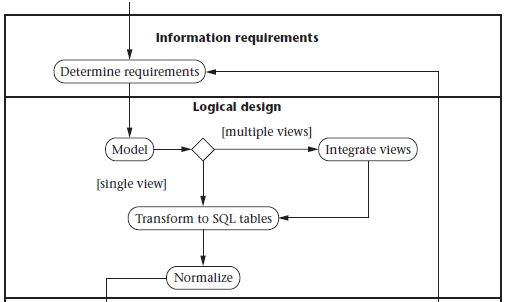 Information requirements
Determine requirements
Logical design
[multiple views]
Model
Integrate views
[single view]
Transform to SQL tables
Normalize